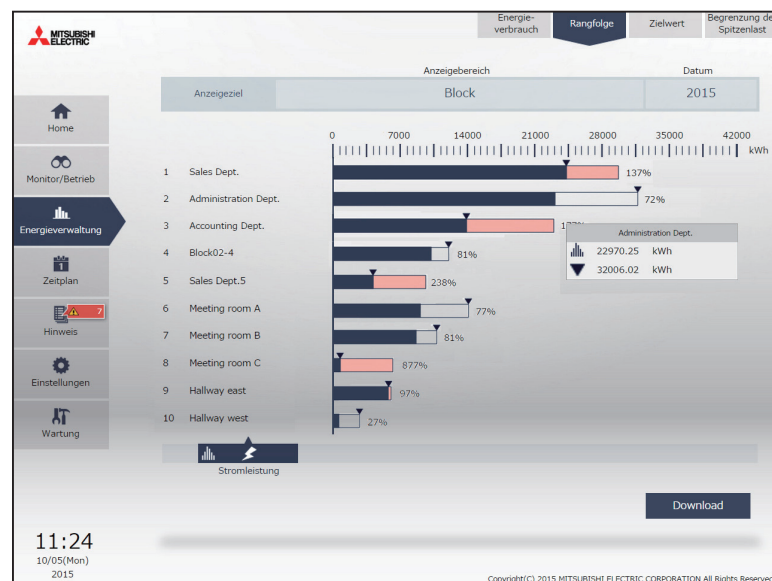 MITSUBISHI
ELECTRIC
Energie-
verbrauch
Rangfolge
Zielwert
Begrenzung de
Spitzenlast
Anzeigebereich
Datum
Anzeigeziel
Block
2015
Home
Monitor/Betrieb
Energieverwaltung
Zeitplan
7
Hinweis
Einstellungen
Wartung
0 7000 14000 21000 28000 35000 42000
kWh
1 Sales Dept. 137%
2 Administration Dept. 72%
3 Accounting Dept.
4 Block02-4 81%
5 Sales Dept.5 238%
6 Meeting room A 77%
7 Meeting room B 81%
8 Meeting room C 877%
9 Hallway east 97%
10 Hallway west 27%
Administration Dept.
22970.25 kWh
32006.02 kWh
Stromleistung
Download
11:24
10/05(Mon)
2015
Copyright(C) 2015 MITSUBISHI ELECTRIC CORPORATION All Rights Reserved